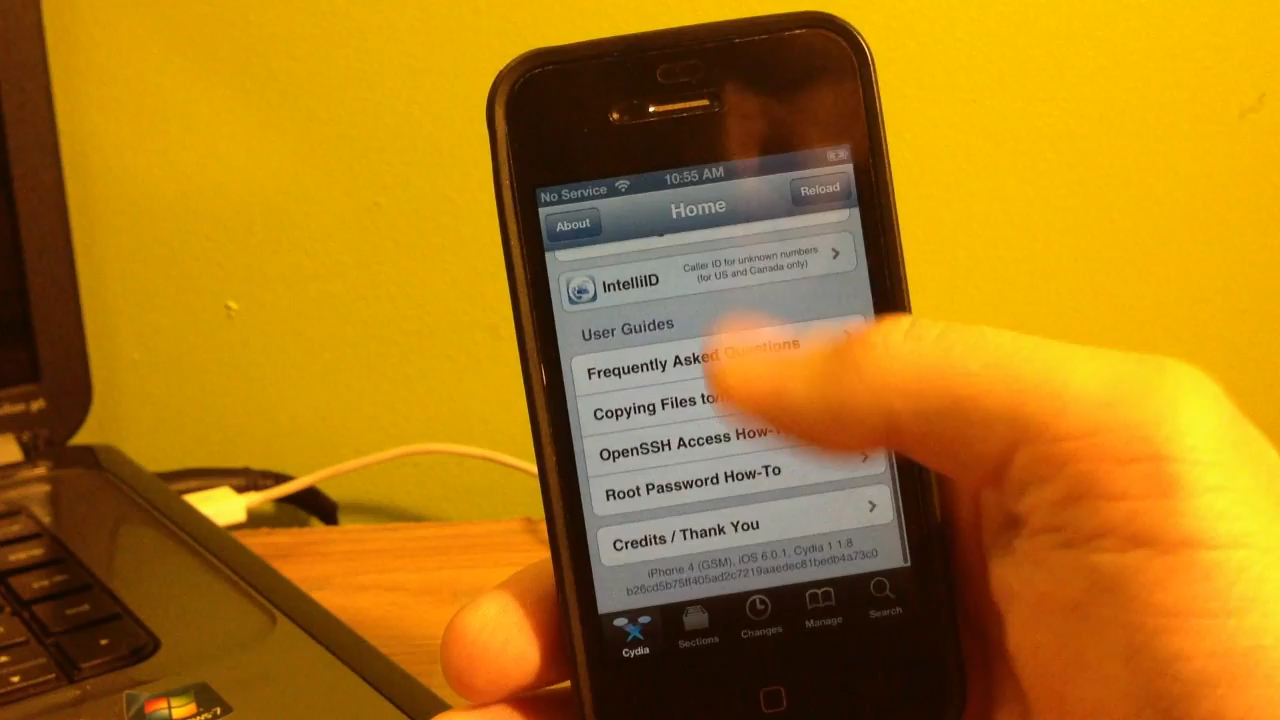 No Service 10:55 AM
About Home Reload
IntelliID Caller ID for unknown numbers
(for US and Canada only)
User Guides
Frequently Asked Questions
Copying Files to/
OpenSSH Access How-
Root Password How-To
Credits / Thank You
iPhone 4 (GSM), iOS 6.0.1, Cydia 1.1.8
b26cd5b75ff405ad2c7219aaedec81bedb4a73c0
Cydia Sections Changes Manage Search